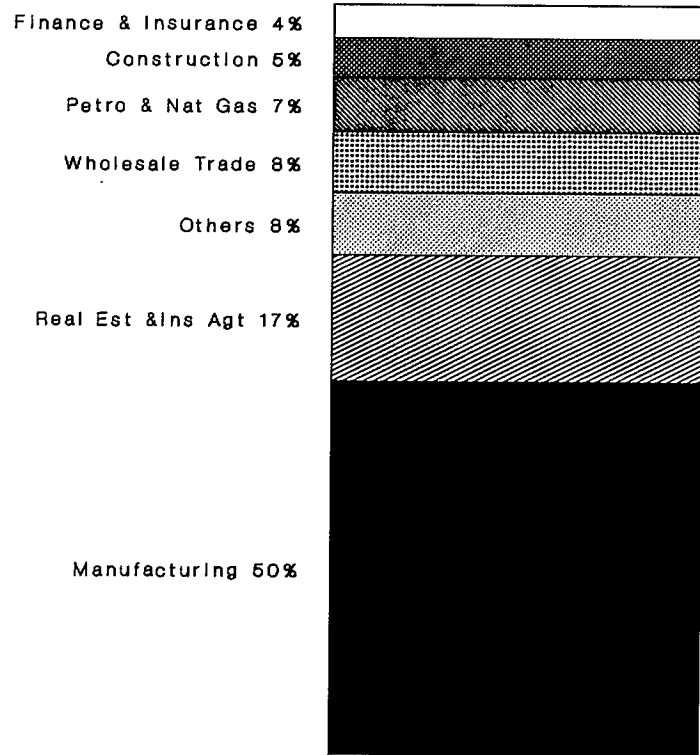 Finance & Insurance 4%
Construction 5%
Petro & Nat Gas 7%
Wholesale Trade 8%
Others 8%
Real Est &Ins Agt 17%
Manufacturing 50%